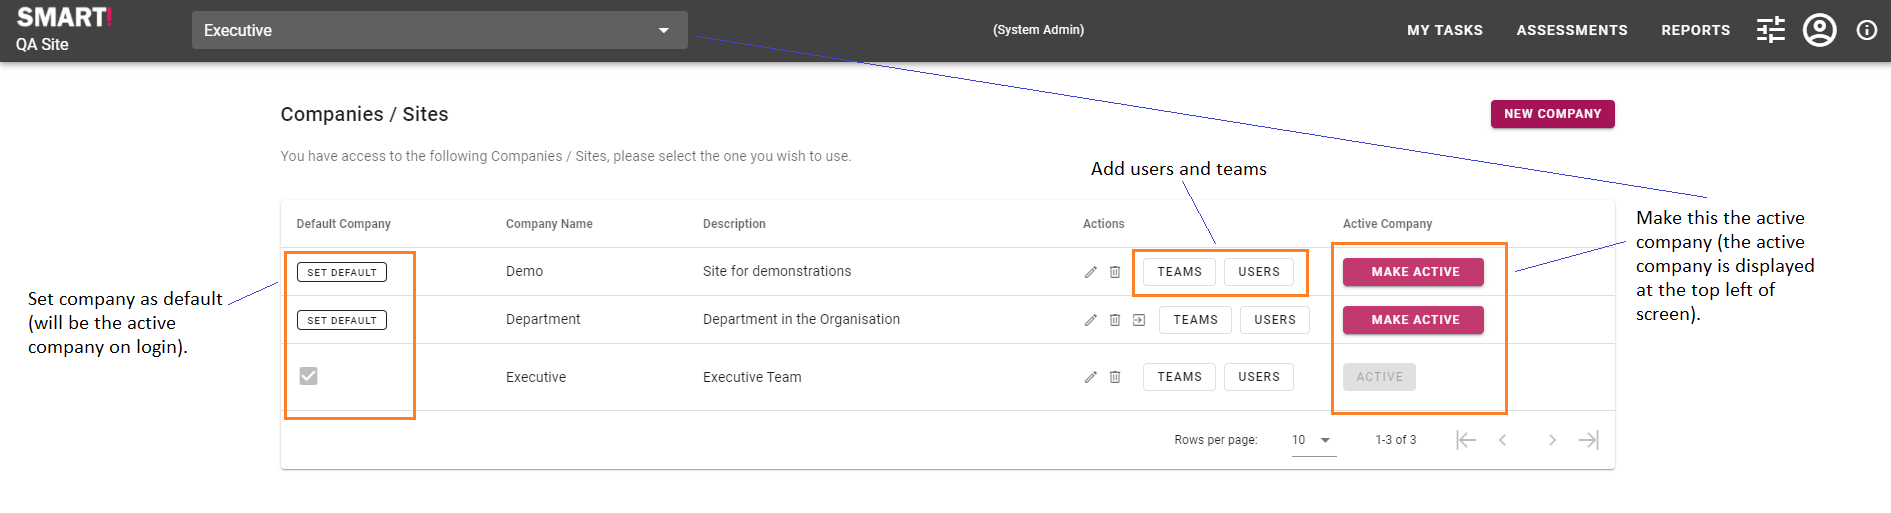 SMART!
QA Site
Executive
(System Admin)
MY TASKS
ASSESSMENTS
REPORTS
Companies / Sites
NEW COMPANY
You have access to the following Companies / Sites, please select the one you wish to use.
Add users and teams
Default Company
Company Name
Description
Actions
Active Company
SET DEFAULT
Demo
Site for demonstrations
TEAMS
USERS
MAKE ACTIVE
SET DEFAULT
Department
Department in the Organisation
TEAMS
USERS
MAKE ACTIVE
Executive
Executive Team
TEAMS
USERS
ACTIVE
Rows per page:
10
1-3 of 3
Set company as default
(will be the active
company on login).
Make this the active
company (the active
company is displayed
at the top left of
screen).